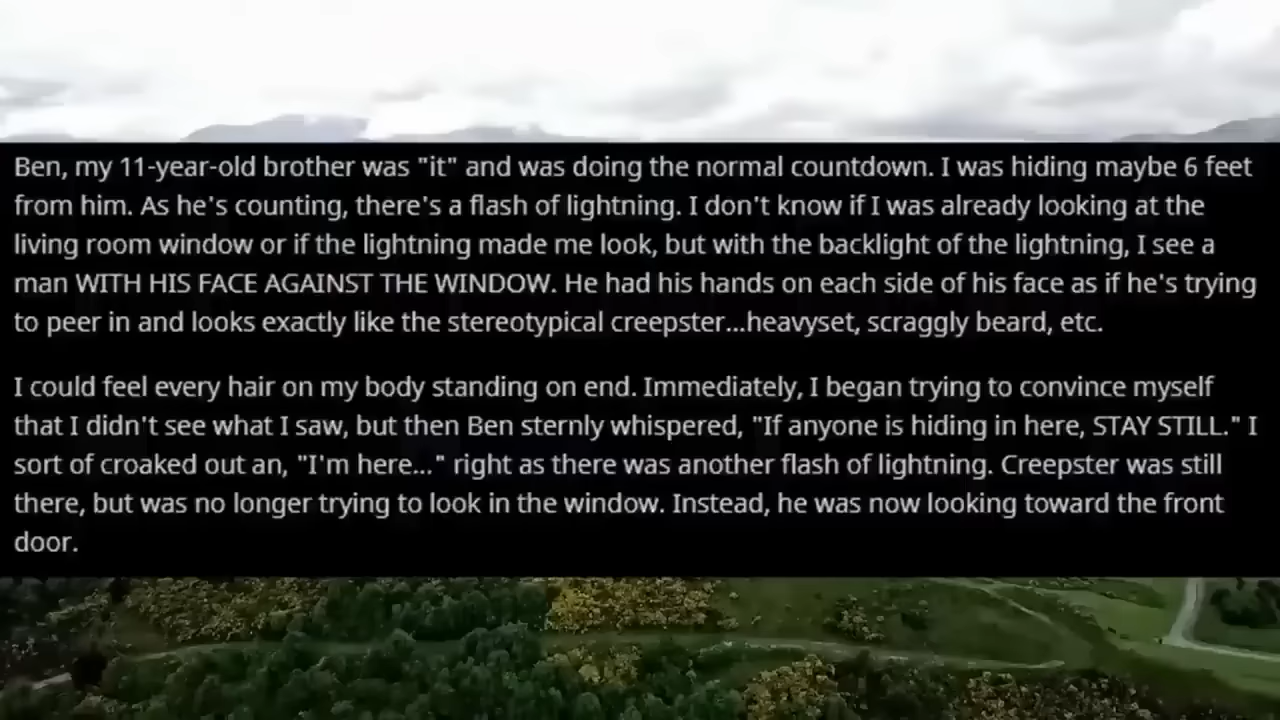 Ben, my 11-year-old brother was "it" and was doing the normal countdown. I was hiding maybe 6 feet
from him. As he's counting, there's a flash of lightning. I don't know if I was already looking at the
living room window or if the lightning made me look, but with the backlight of the lightning, I see a
man WITH HIS FACE AGAINST THE WINDOW. He had his hands on each side of his face as if he's trying
to peer in and looks exactly like the stereotypical creepster...heavyset, scraggly beard, etc.
I could feel every hair on my body standing on end. Immediately, I began trying to convince myself
that I didn't see what I saw, but then Ben sternly whispered, "If anyone is hiding in here, STAY STILL." I
sort of croaked out an, "I'm here..." right as there was another flash of lightning. Creepster was still
there, but was no longer trying to look in the window. Instead, he was now looking toward the front
door.